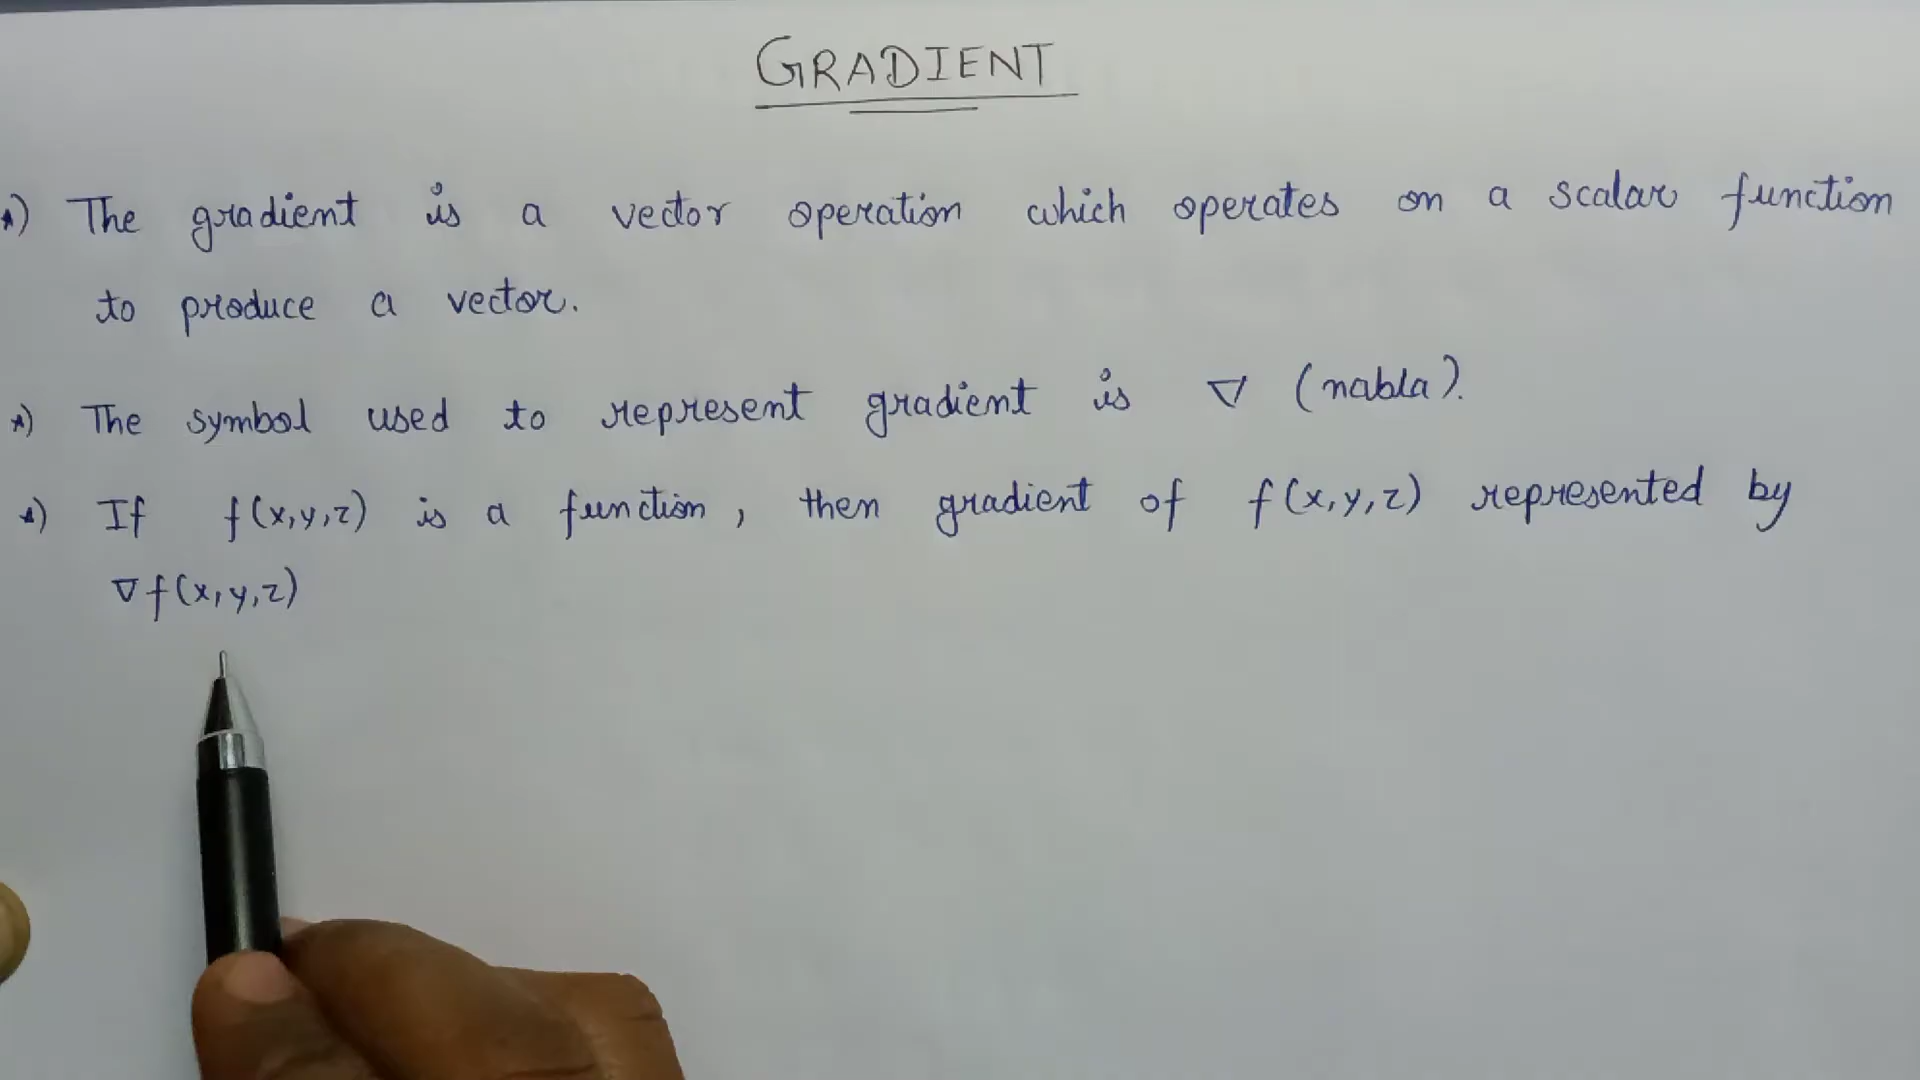 GRADIENT
*) The gradient is a vector operation which operates on a scalar function
to produce a vector.
*) The symbol used to represent gradient is ∇ (nabla).
*) If f(x,y,z) is a function, then gradient of f(x,y,z) represented by
∇f(x,y,z)